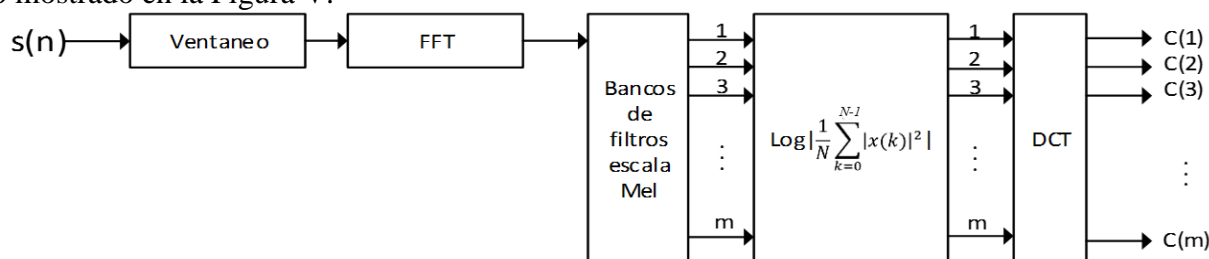 o mostrado en la Figura V.
s(n)
Ventaneo
FFT
Bancos
de
filtros
escala
Mel
1
2
3
⋮
m
Log|1/N ∑_{k=0}^{N-1} |x(k)|²|
1
2
3
⋮
m
DCT
C(1)
C(2)
C(3)
⋮
C(m)